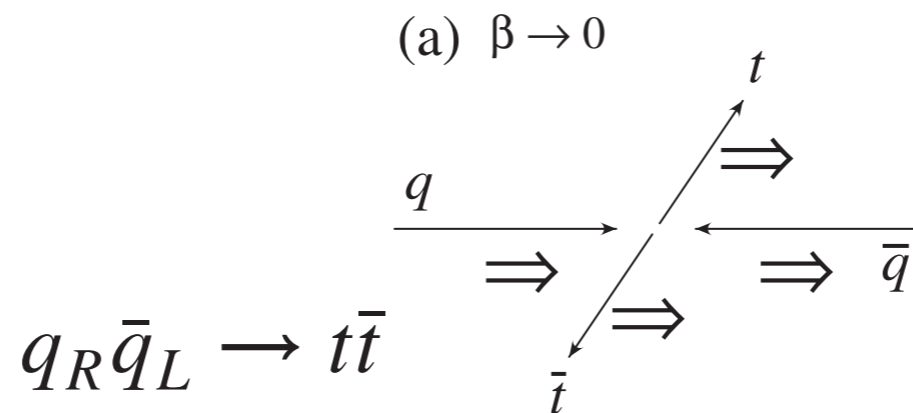 (a) β → 0
t
q
q̅
q_R q̅_L → t t̅
t̅